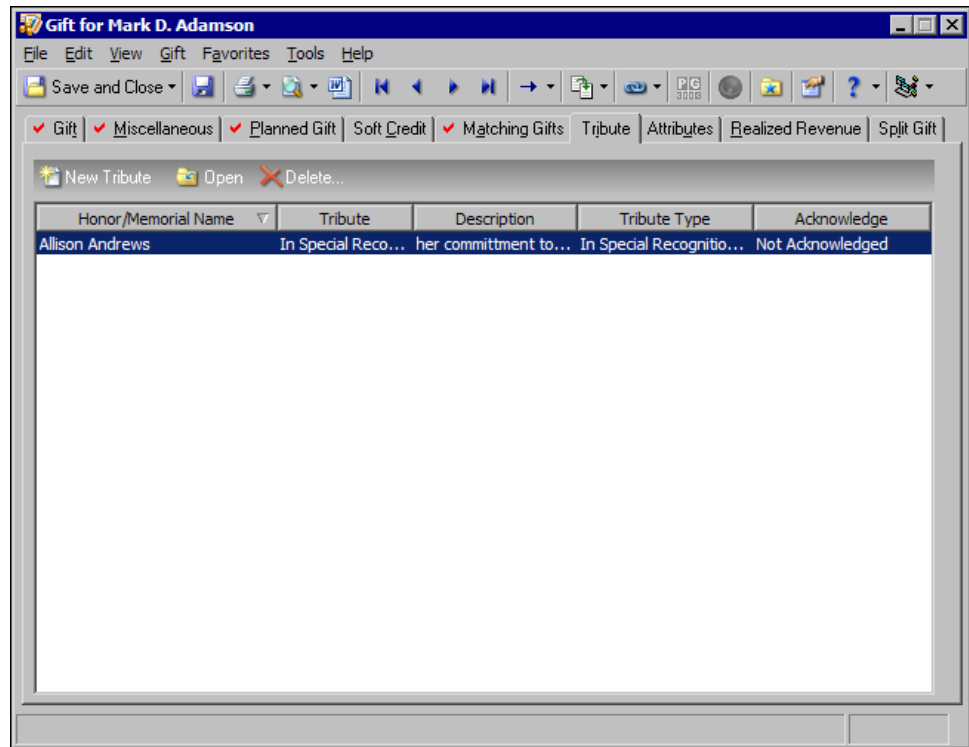 Gift for Mark D. Adamson
File Edit View Gift Favorites Tools Help
Save and Close
Gift Miscellaneous Planned Gift Soft Credit Matching Gifts Tribute Attributes Realized Revenue Split Gift
New Tribute Open Delete...
Honor/Memorial Name Tribute Description Tribute Type Acknowledge
Allison Andrews In Special Reco... her committment to... In Special Recognitio... Not Acknowledged